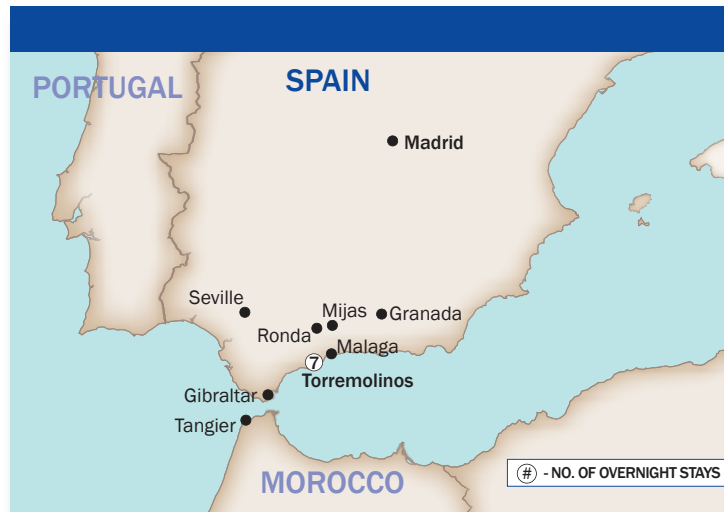 PORTUGAL
SPAIN
Madrid
Seville
Mijas
Granada
Ronda
Malaga
7
Torremolinos
Gibraltar
Tangier
MOROCCO
# - NO. OF OVERNIGHT STAYS